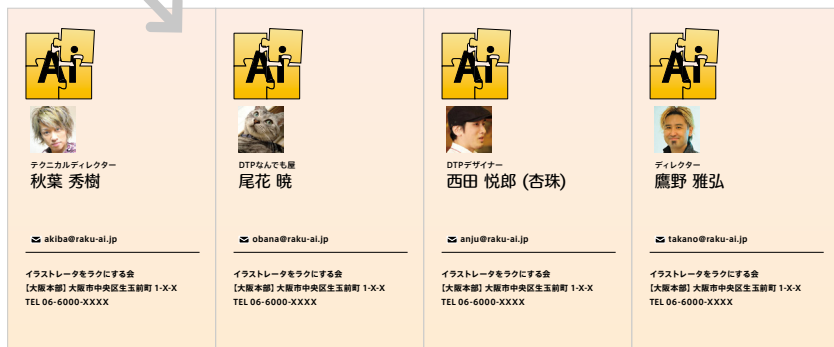 Ai
テクニカルディレクター
秋葉 秀樹
akiba@raku-ai.jp
イラストレータをラクにする会
【大阪本部】大阪市中央区生玉前町 1-X-X
TEL 06-6000-XXXX
Ai
DTPなんでも屋
尾花 暁
obana@raku-ai.jp
イラストレータをラクにする会
【大阪本部】大阪市中央区生玉前町 1-X-X
TEL 06-6000-XXXX
Ai
DTPデザイナー
西田 悦郎 (杏珠)
anju@raku-ai.jp
イラストレータをラクにする会
【大阪本部】大阪市中央区生玉前町 1-X-X
TEL 06-6000-XXXX
Ai
ディレクター
鷹野 雅弘
takano@raku-ai.jp
イラストレータをラクにする会
【大阪本部】大阪市中央区生玉前町 1-X-X
TEL 06-6000-XXXX